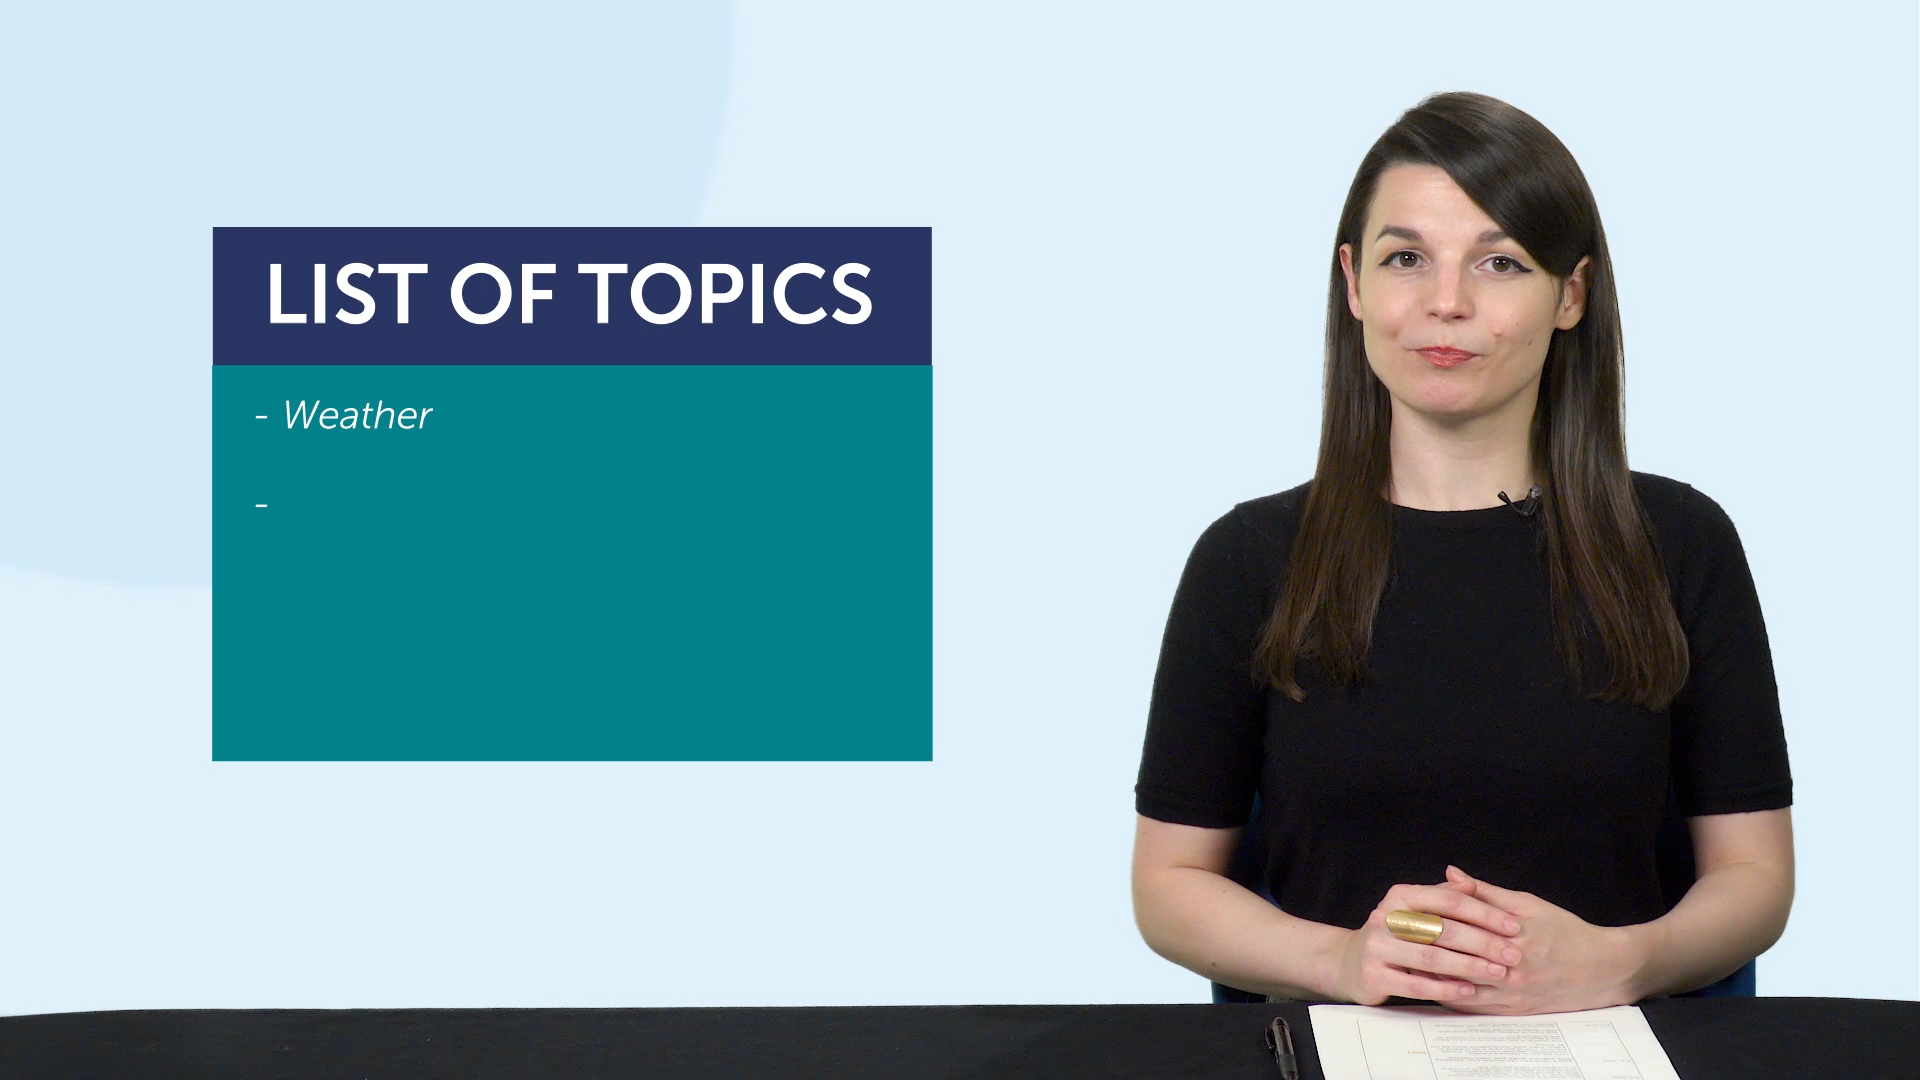 LIST OF TOPICS
- Weather
-